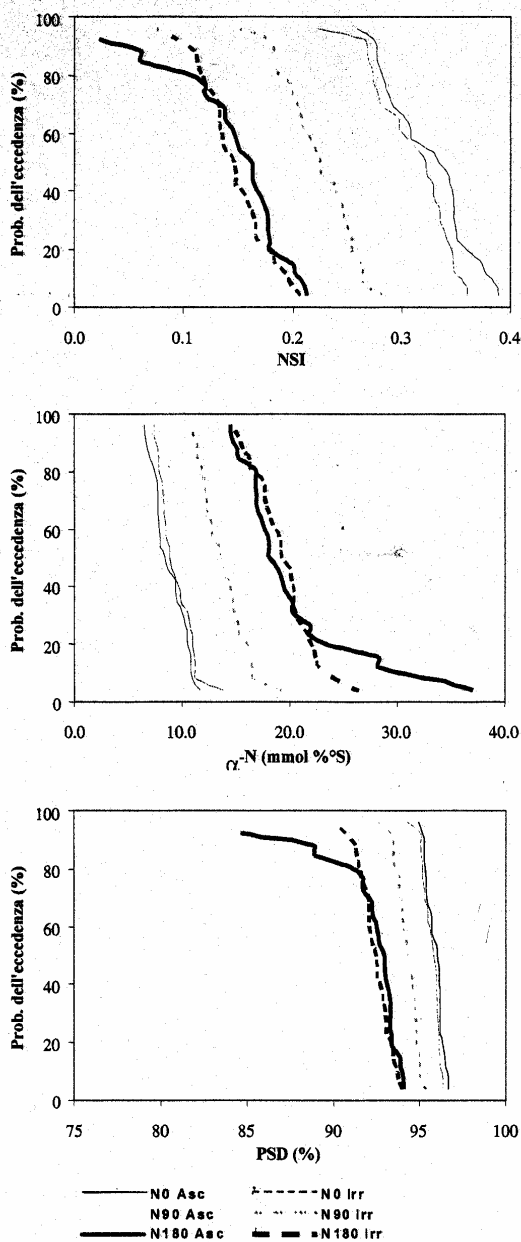 Prob. dell'eccedenza (%)
100
80
60
40
20
0
0.0 0.1 0.2 0.3 0.4
NSI
Prob. dell'eccedenza (%)
100
80
60
40
20
0
0.0 10.0 20.0 30.0 40.0
α-N (mmol %°S)
Prob. dell'eccedenza (%)
100
80
60
40
20
0
75 80 85 90 95 100
PSD (%)
N0 Asc N0 Irr
N90 Asc N90 Irr
N180 Asc N180 Irr